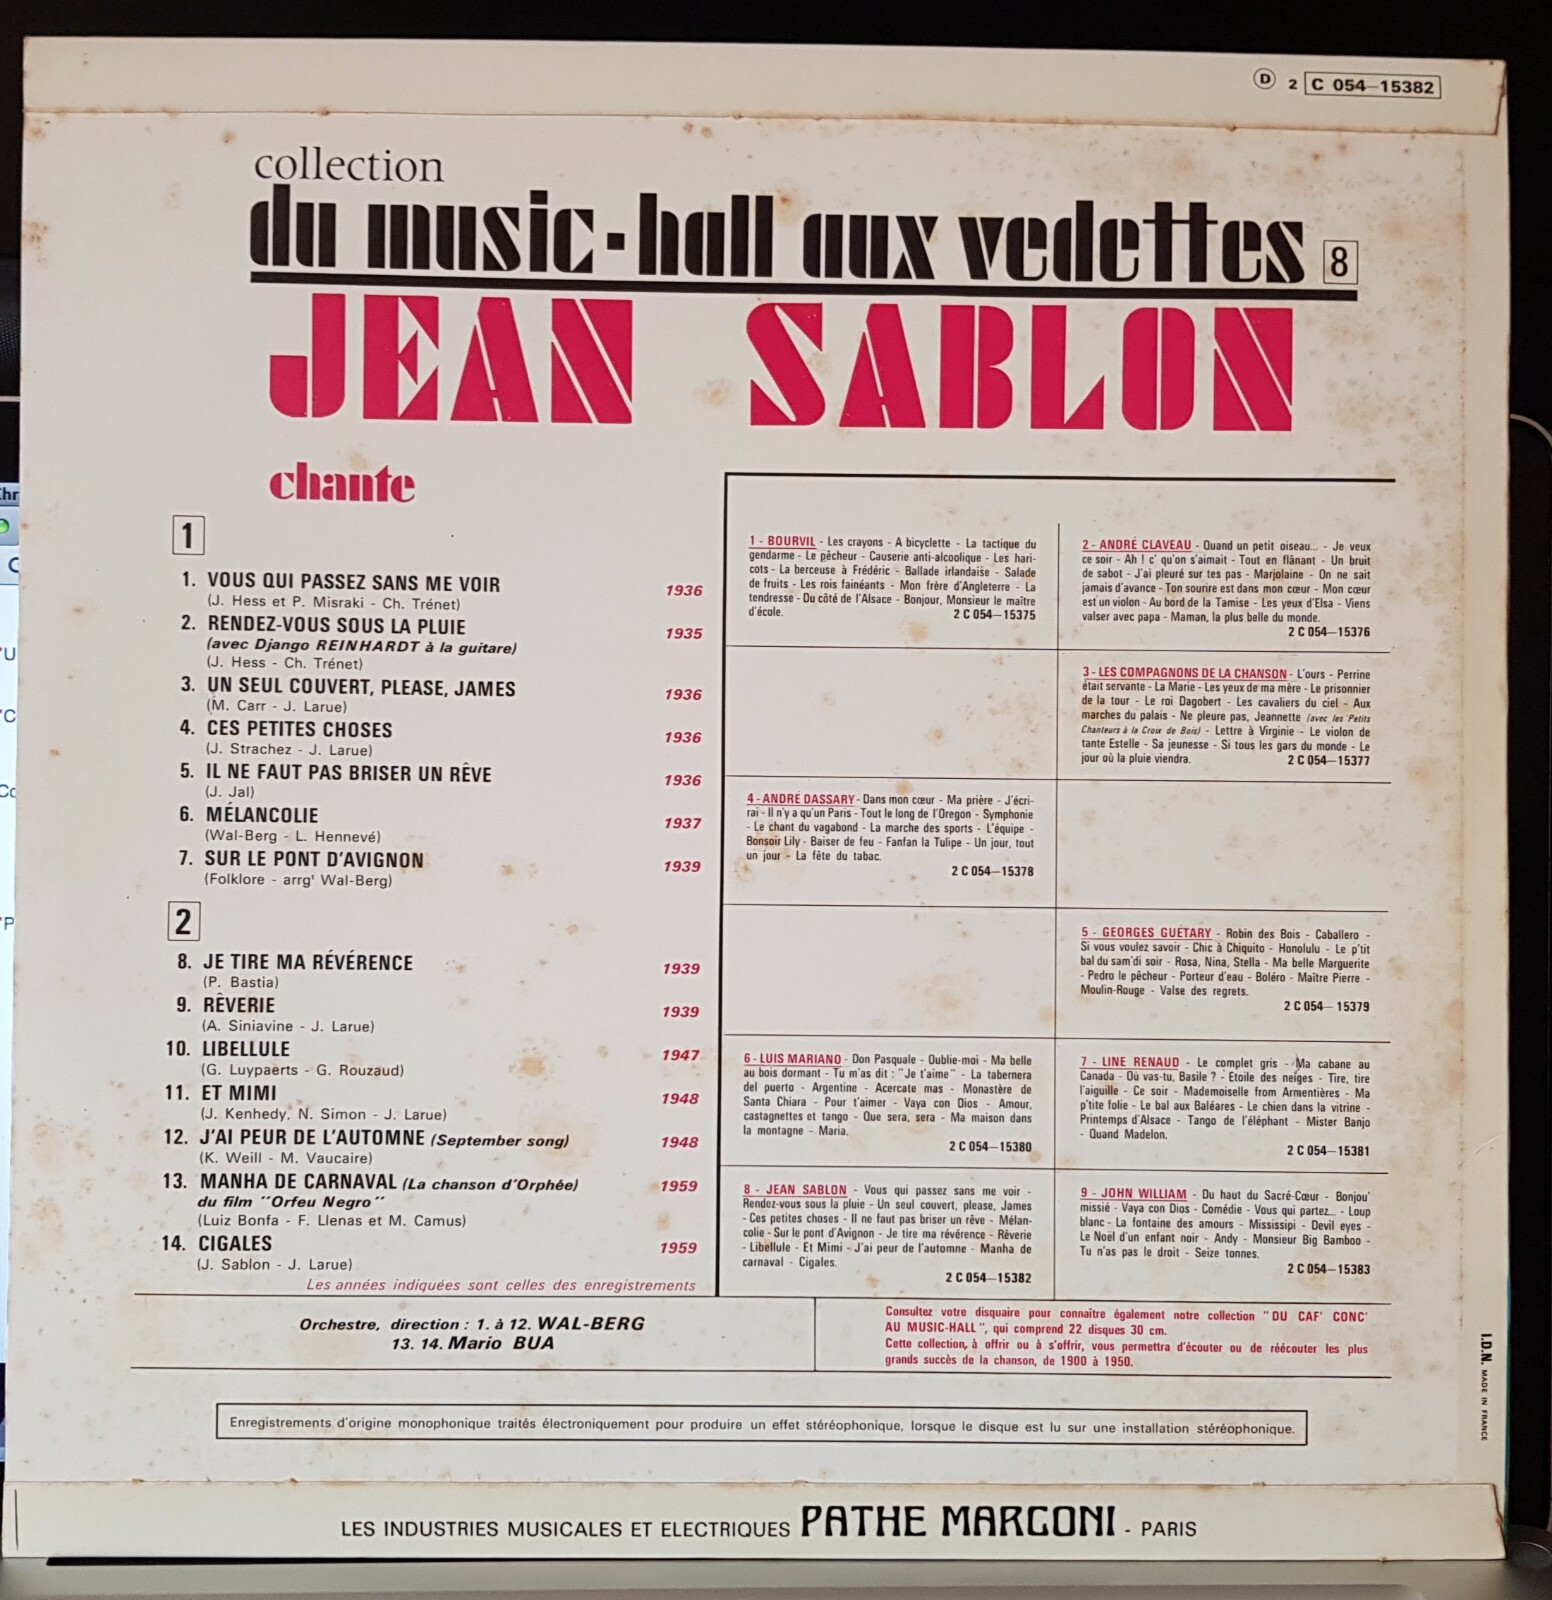 D 2 C 054-15382
collection
du music-hall aux vedettes 8
JEAN SABLON
chante
1
1. VOUS QUI PASSEZ SANS ME VOIR 1936
(J. Hess et P. Misraki - Ch. Trénet)
2. RENDEZ-VOUS SOUS LA PLUIE 1935
(avec Django REINHARDT à la guitare)
(J. Hess - Ch. Trénet)
3. UN SEUL COUVERT, PLEASE, JAMES 1936
(M. Carr - J. Larue)
4. CES PETITES CHOSES 1936
(J. Strachez - J. Larue)
5. IL NE FAUT PAS BRISER UN RÊVE 1936
(J. Jal)
6. MÉLANCOLIE 1937
(Wal-Berg - L. Hennevé)
7. SUR LE PONT D'AVIGNON 1939
(Folklore - arrgt Wal-Berg)
2
8. JE TIRE MA RÉVÉRENCE 1939
(P. Bastia)
9. RÊVERIE 1939
(A. Siniavine - J. Larue)
10. LIBELLULE 1947
(G. Luypaerts - G. Rouzaud)
11. ET MIMI 1948
(J. Kenhedy, N. Simon - J. Larue)
12. J'AI PEUR DE L'AUTOMNE (September song) 1948
(K. Weill - M. Vaucaire)
13. MANHA DE CARNAVAL (La chanson d'Orphée) 1959
du film "Orfeu Negro"
(Luiz Bonfa - F. Llenas et M. Camus)
14. CIGALES 1959
(J. Sablon - J. Larue)
Les années indiquées sont celles des enregistrements
1 - BOURVIL - Les crayons - A bicyclette - La tactique du
gendarme - Le pêcheur - Causerie anti-alcoolique - Les hari-
cots - La berceuse à Frédéric - Ballade irlandaise - Salade
de fruits - Les rois fainéants - Mon frère d'Angleterre - La
tendresse - Du côté de l'Alsace - Bonjour, Monsieur le maître
d'école. 2 C 054-15375
2 - ANDRÉ CLAVEAU - Quand un petit oiseau... - Je veux
ce soir - Ah ! c' qu'on s'aimait - Tout en flânant - Un bruit
de sabot - J'ai pleuré sur tes pas - Marjolaine - On ne sait
jamais d'avance - Ton sourire est dans mon cœur - Mon cœur
est un violon - Au bord de la Tamise - Les yeux d'Elsa - Viens
valser avec papa - Maman, la plus belle du monde.
2 C 054-15376
3 - LES COMPAGNONS DE LA CHANSON - L'ours - Perrine
était servante - La Marie - Les yeux de ma mère - Le prisonnier
de la tour - Le roi Dagobert - Les cavaliers du ciel - Aux
marches du palais - Ne pleure pas, Jeannette (avec les Petits
Chanteurs à la Croix de Bois) - Lettre à Virginie - Le violon de
tante Estelle - Sa jeunesse - Si tous les gars du monde - Le
jour où la pluie viendra. 2 C 054-15377
4 - ANDRÉ DASSARY - Dans mon cœur - Ma prière - J'écri-
rai - Il n'y a qu'un Paris - Tout le long de l'Oregon - Symphonie
- Le chant du vagabond - La marche des sports - L'équipe -
Bonsoir Lily - Baiser de feu - Fanfan la Tulipe - Un jour, tout
un jour - La fête du tabac.
2 C 054-15378
5 - GEORGES GUÉTARY - Robin des Bois - Caballero -
Si vous voulez savoir - Chic à Chiquito - Honolulu - Le p'tit
bal du sam'di soir - Rosa, Nina, Stella - Ma belle Marguerite
- Pedro le pêcheur - Porteur d'eau - Boléro - Maître Pierre -
Moulin-Rouge - Valse des regrets.
2 C 054-15379
6 - LUIS MARIANO - Don Pasquale - Oublie-moi - Ma belle
au bois dormant - Tu m'as dit : "Je t'aime" - La tabernera
del puerto - Argentine - Acercate mas - Monastère de
Santa Chiara - Pour t'aimer - Vaya con Dios - Amour,
castagnettes et tango - Que sera, sera - Ma maison dans
la montagne - Maria.
2 C 054-15380
7 - LINE RENAUD - Le complet gris - Ma cabane au
Canada - Où vas-tu, Basile ? - Etoile des neiges - Tire, tire
l'aiguille - Ce soir - Mademoiselle from Armentières - Ma
p'tite folie - Le bal aux Baléares - Le chien dans la vitrine -
Printemps d'Alsace - Tango de l'éléphant - Mister Banjo
- Quand Madelon.
2 C 054-15381
8 - JEAN SABLON - Vous qui passez sans me voir -
Rendez-vous sous la pluie - Un seul couvert, please, James
- Ces petites choses - Il ne faut pas briser un rêve - Mélan-
colie - Sur le pont d'Avignon - Je tire ma révérence - Rêverie
- Libellule - Et Mimi - J'ai peur de l'automne - Manha de
carnaval - Cigales.
2 C 054-15382
9 - JOHN WILLIAM - Du haut du Sacré-Cœur - Bonjou'
missié - Vaya con Dios - Comédie - Vous qui partez... - Loup
blanc - La fontaine des amours - Mississipi - Devil eyes -
Le Noël d'un enfant noir - Andy - Monsieur Big Bamboo -
Tu n'as pas le droit - Seize tonnes.
2 C 054-15383
Orchestre, direction : 1. à 12. WAL-BERG
13. 14. Mario BUA
Consultez votre disquaire pour connaître également notre collection "DU CAF' CONC'
AU MUSIC-HALL", qui comprend 22 disques 30 cm.
Cette collection, à offrir ou à s'offrir, vous permettra d'écouter ou de réécouter les plus
grands succès de la chanson, de 1900 à 1950.
I.D.N. MADE IN FRANCE
Enregistrements d'origine monophonique traités électroniquement pour produire un effet stéréophonique, lorsque le disque est lu sur une installation stéréophonique.
LES INDUSTRIES MUSICALES ET ELECTRIQUES PATHE MARCONI - PARIS